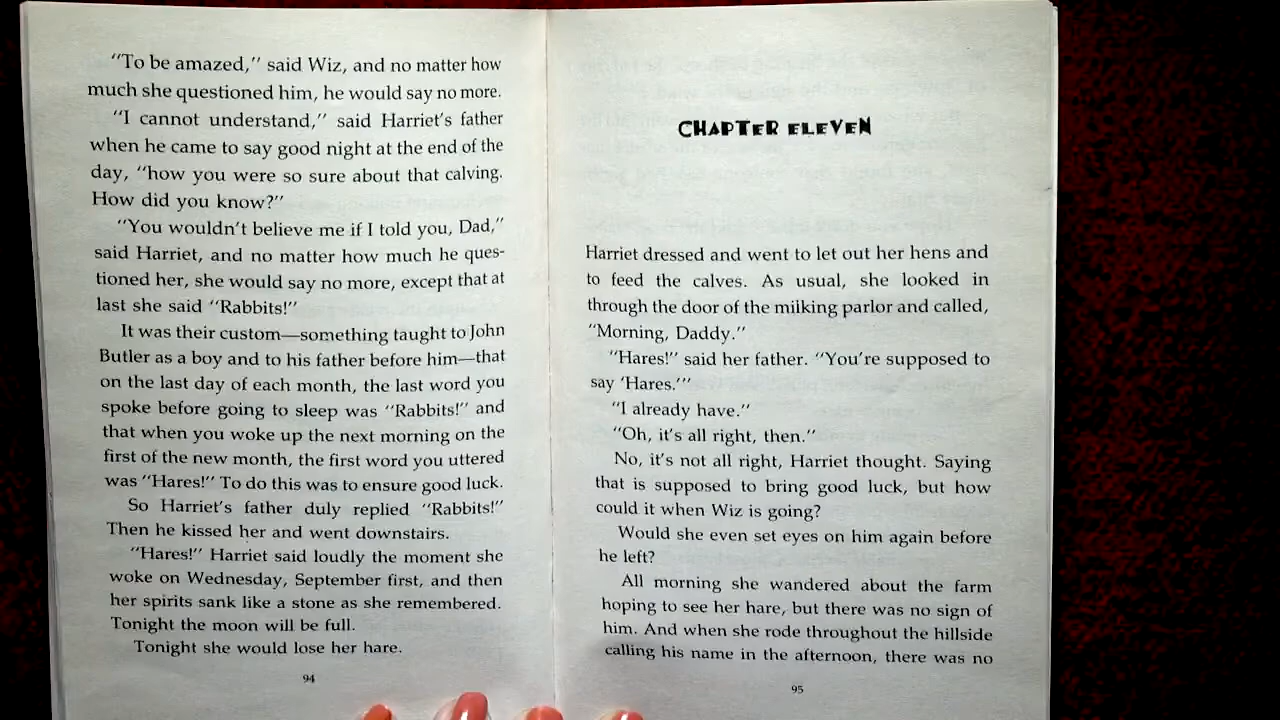 “To be amazed,” said Wiz, and no matter how
much she questioned him, he would say no more.
“I cannot understand,” said Harriet’s father
when he came to say good night at the end of the
day, “how you were so sure about that calving.
How did you know?”
“You wouldn’t believe me if I told you, Dad,”
said Harriet, and no matter how much he ques-
tioned her, she would say no more, except that at
last she said “Rabbits!”
It was their custom—something taught to John
Butler as a boy and to his father before him—that
on the last day of each month, the last word you
spoke before going to sleep was “Rabbits!” and
that when you woke up the next morning on the
first of the new month, the first word you uttered
was “Hares!” To do this was to ensure good luck.
So Harriet’s father duly replied “Rabbits!”
Then he kissed her and went downstairs.
“Hares!” Harriet said loudly the moment she
woke on Wednesday, September first, and then
her spirits sank like a stone as she remembered.
Tonight the moon will be full.
Tonight she would lose her hare.
94
CHAPTER ELEVEN
Harriet dressed and went to let out her hens and
to feed the calves. As usual, she looked in
through the door of the milking parlor and called,
“Morning, Daddy.”
“Hares!” said her father. “You’re supposed to
say ‘Hares.’”
“I already have.”
“Oh, it’s all right, then.”
No, it’s not all right, Harriet thought. Saying
that is supposed to bring good luck, but how
could it when Wiz is going?
Would she even set eyes on him again before
he left?
All morning she wandered about the farm
hoping to see her hare, but there was no sign of
him. And when she rode throughout the hillside
calling his name in the afternoon, there was no
95